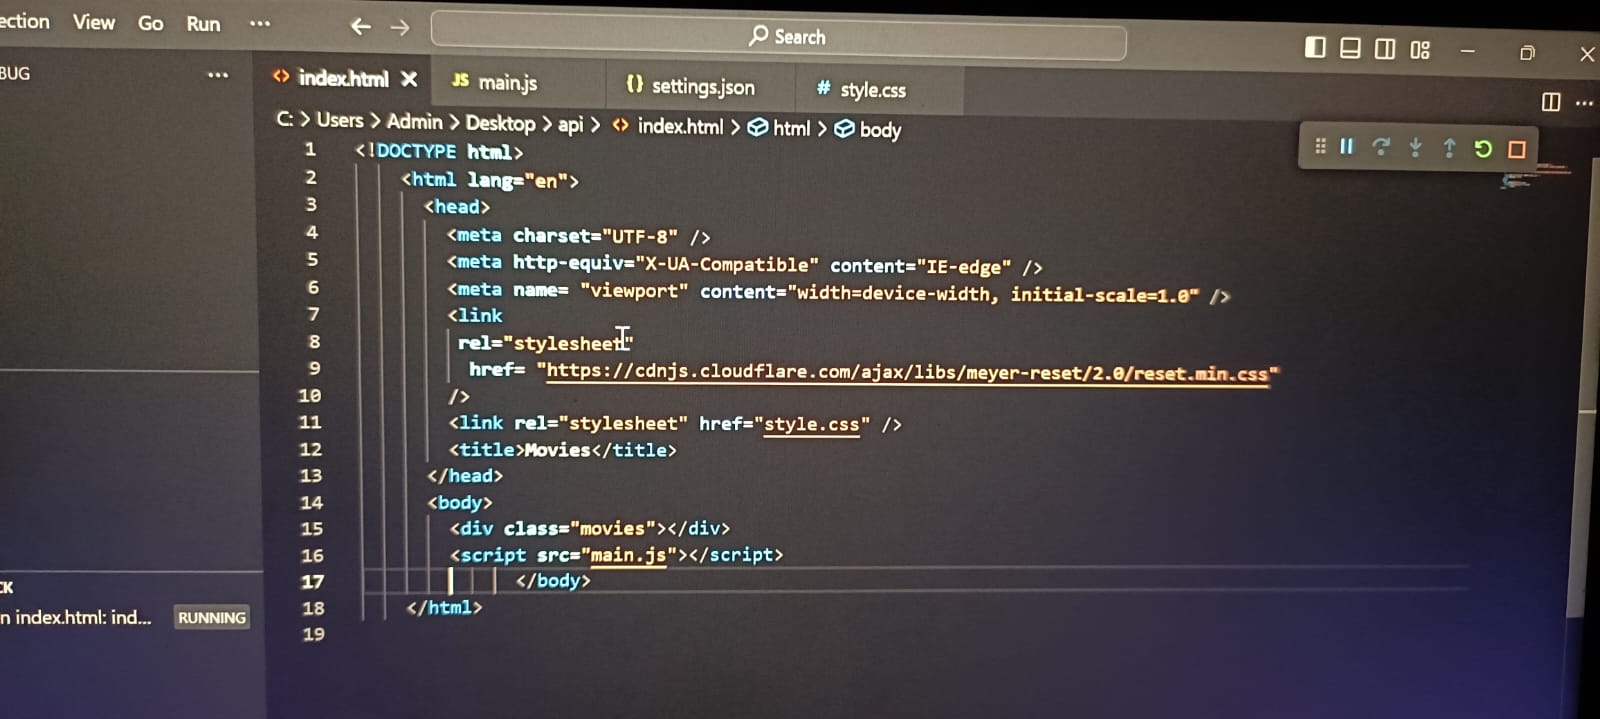 View Go Run ...
Search
...
index.html
JS main.js
{} settings.json
# style.css
C: > Users > Admin > Desktop > api > <> index.html > html > body
1 <!DOCTYPE html>
2 <html lang="en">
3 <head>
4 <meta charset="UTF-8" />
5 <meta http-equiv="X-UA-Compatible" content="IE-edge" />
6 <meta name= "viewport" content="width=device-width, initial-scale=1.0" />
7 <link
8 rel="stylesheet"
9 href= "https://cdnjs.cloudflare.com/ajax/libs/meyer-reset/2.0/reset.min.css"
10 />
11 <link rel="stylesheet" href="style.css" />
12 <title>Movies</title>
13 </head>
14 <body>
15 <div class="movies"></div>
16 <script src="main.js"></script>
17 </body>
18 </html>
19
index.html: ind... RUNNING